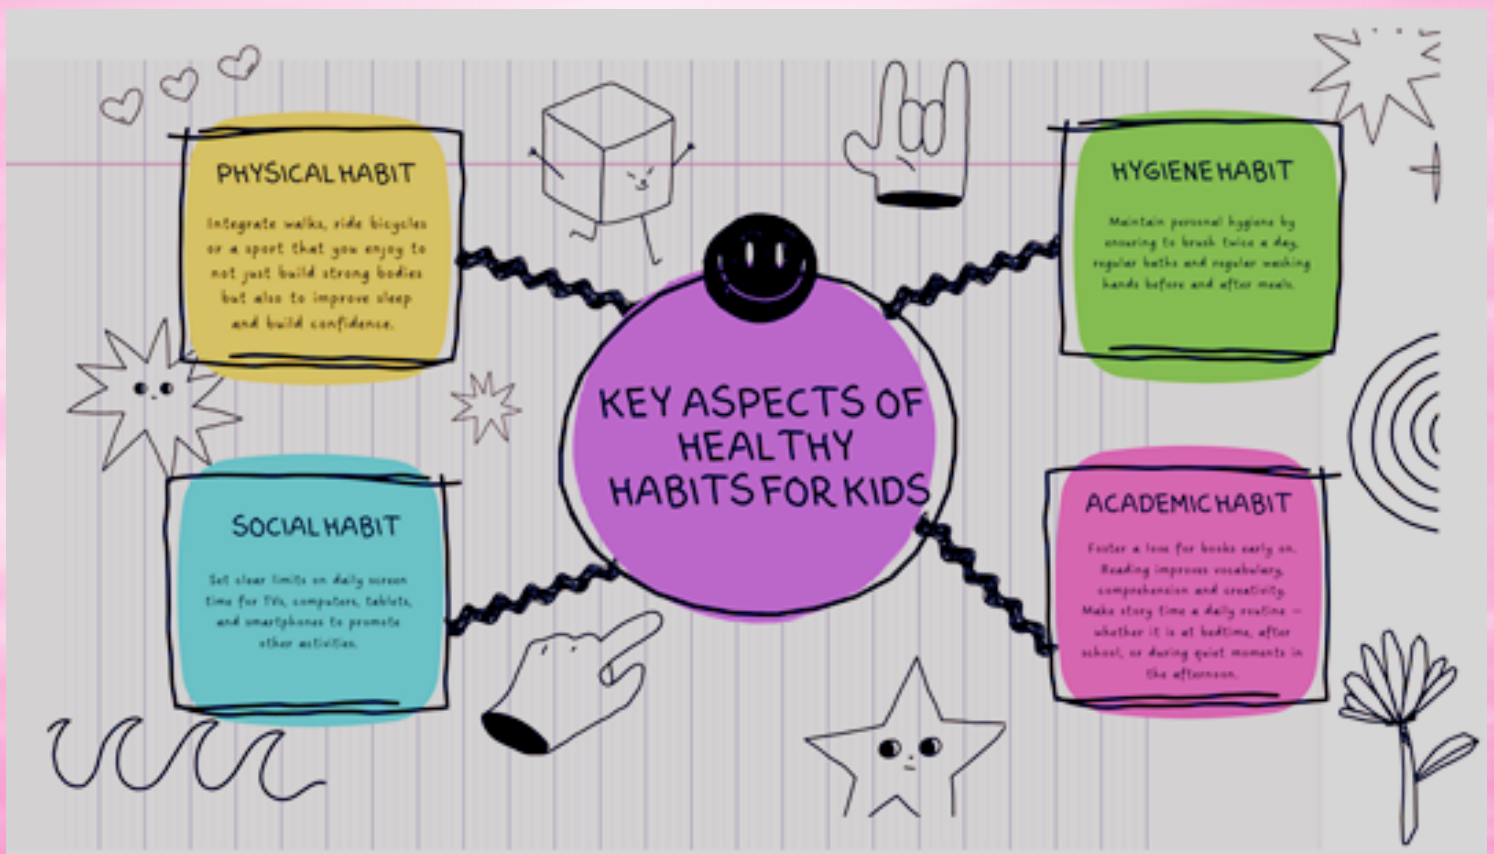 PHYSICAL HABIT
Integrate walks, ride bicycles
or a sport that you enjoy to
not just build strong bodies
but also to improve sleep
and build confidence.
HYGIENE HABIT
Maintain personal hygiene by
ensuring to brush twice a day,
regular baths and regular washing
hands before and after meals.
KEY ASPECTS OF
HEALTHY
HABITS FOR KIDS
SOCIAL HABIT
Set clear limits on daily screen
time for TVs, computers, tablets,
and smartphones to promote
other activities.
ACADEMIC HABIT
Foster a love for books early on.
Reading improves vocabulary,
comprehension and creativity.
Make story time a daily routine –
whether it is at bedtime, after
school, or during quiet moments in
the afternoon.